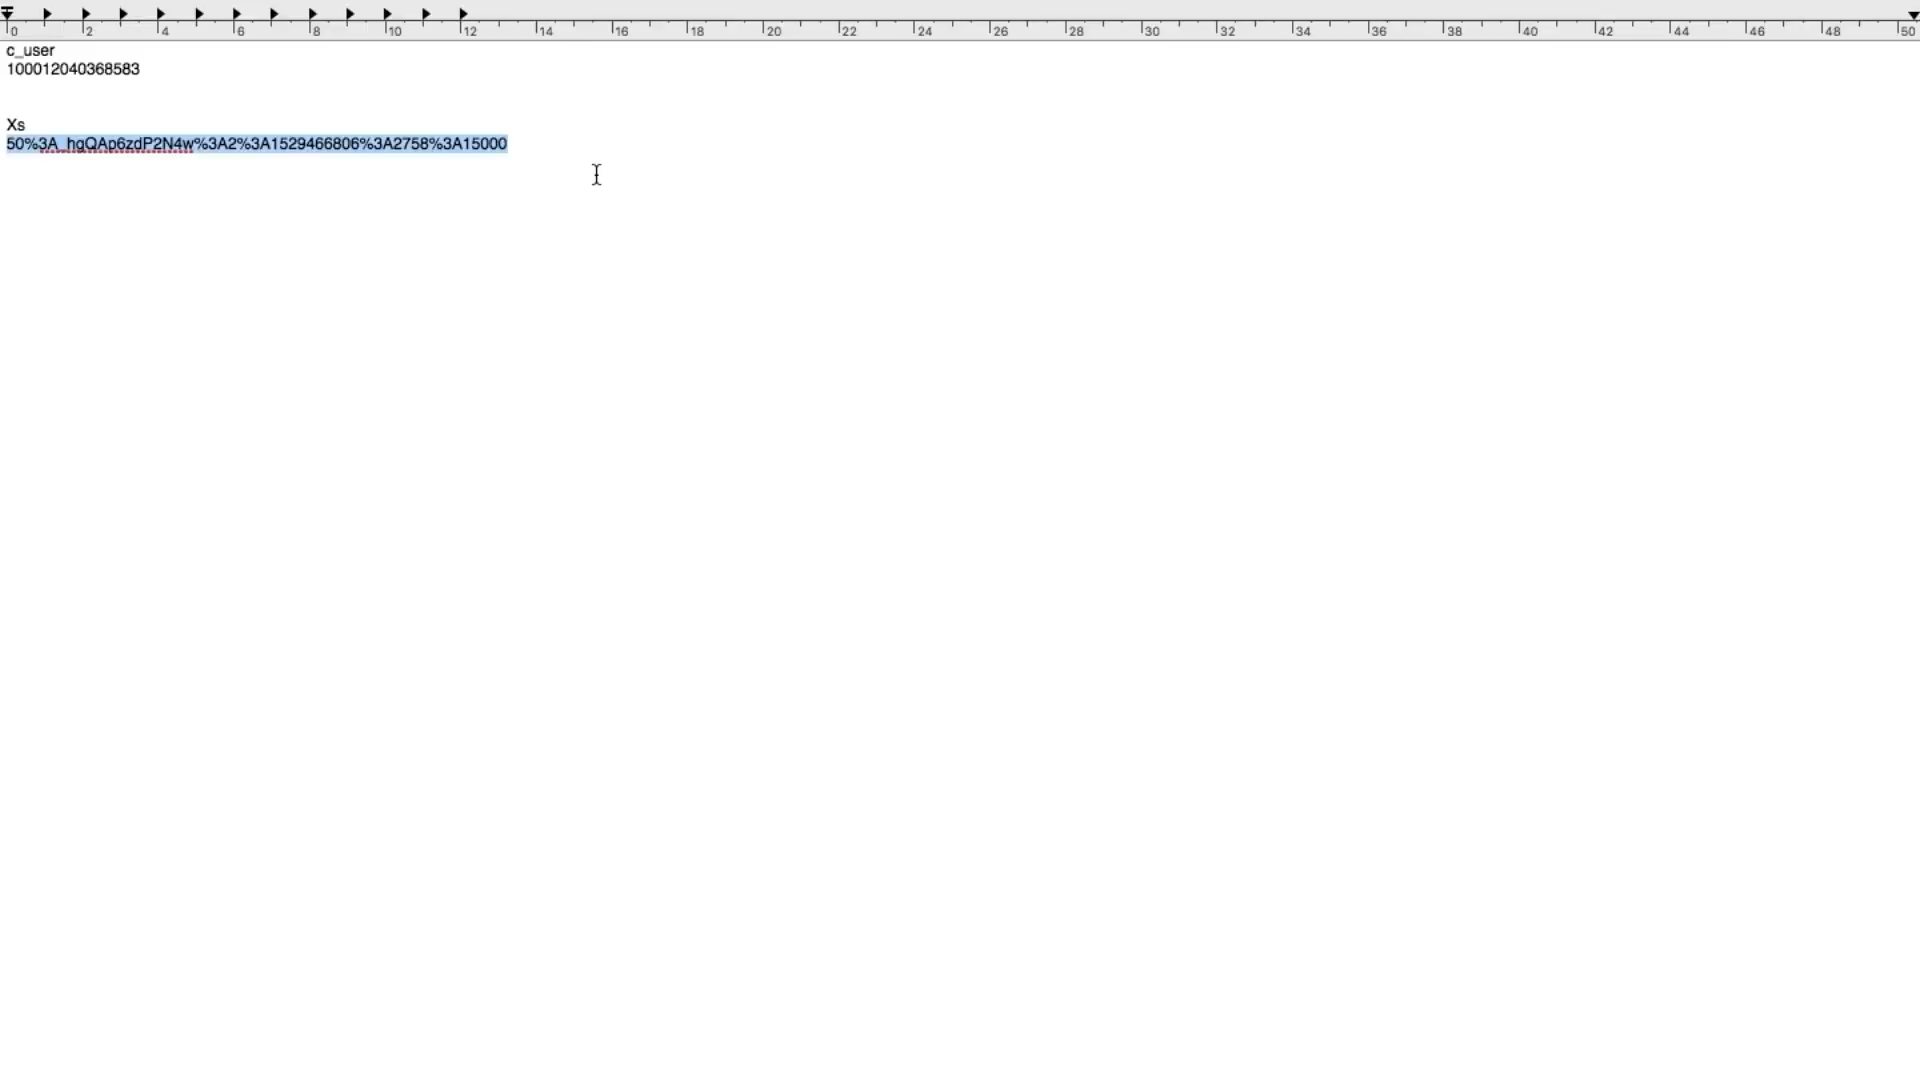 0 2 4 6 8 10 12 14 16 18 20 22 24 26 28 30 32 34 36 38 40 42 44 46 48 50
c_user
100012040368583
Xs
50%3A_hgQAp6zdP2N4w%3A2%3A1529466806%3A2758%3A15000